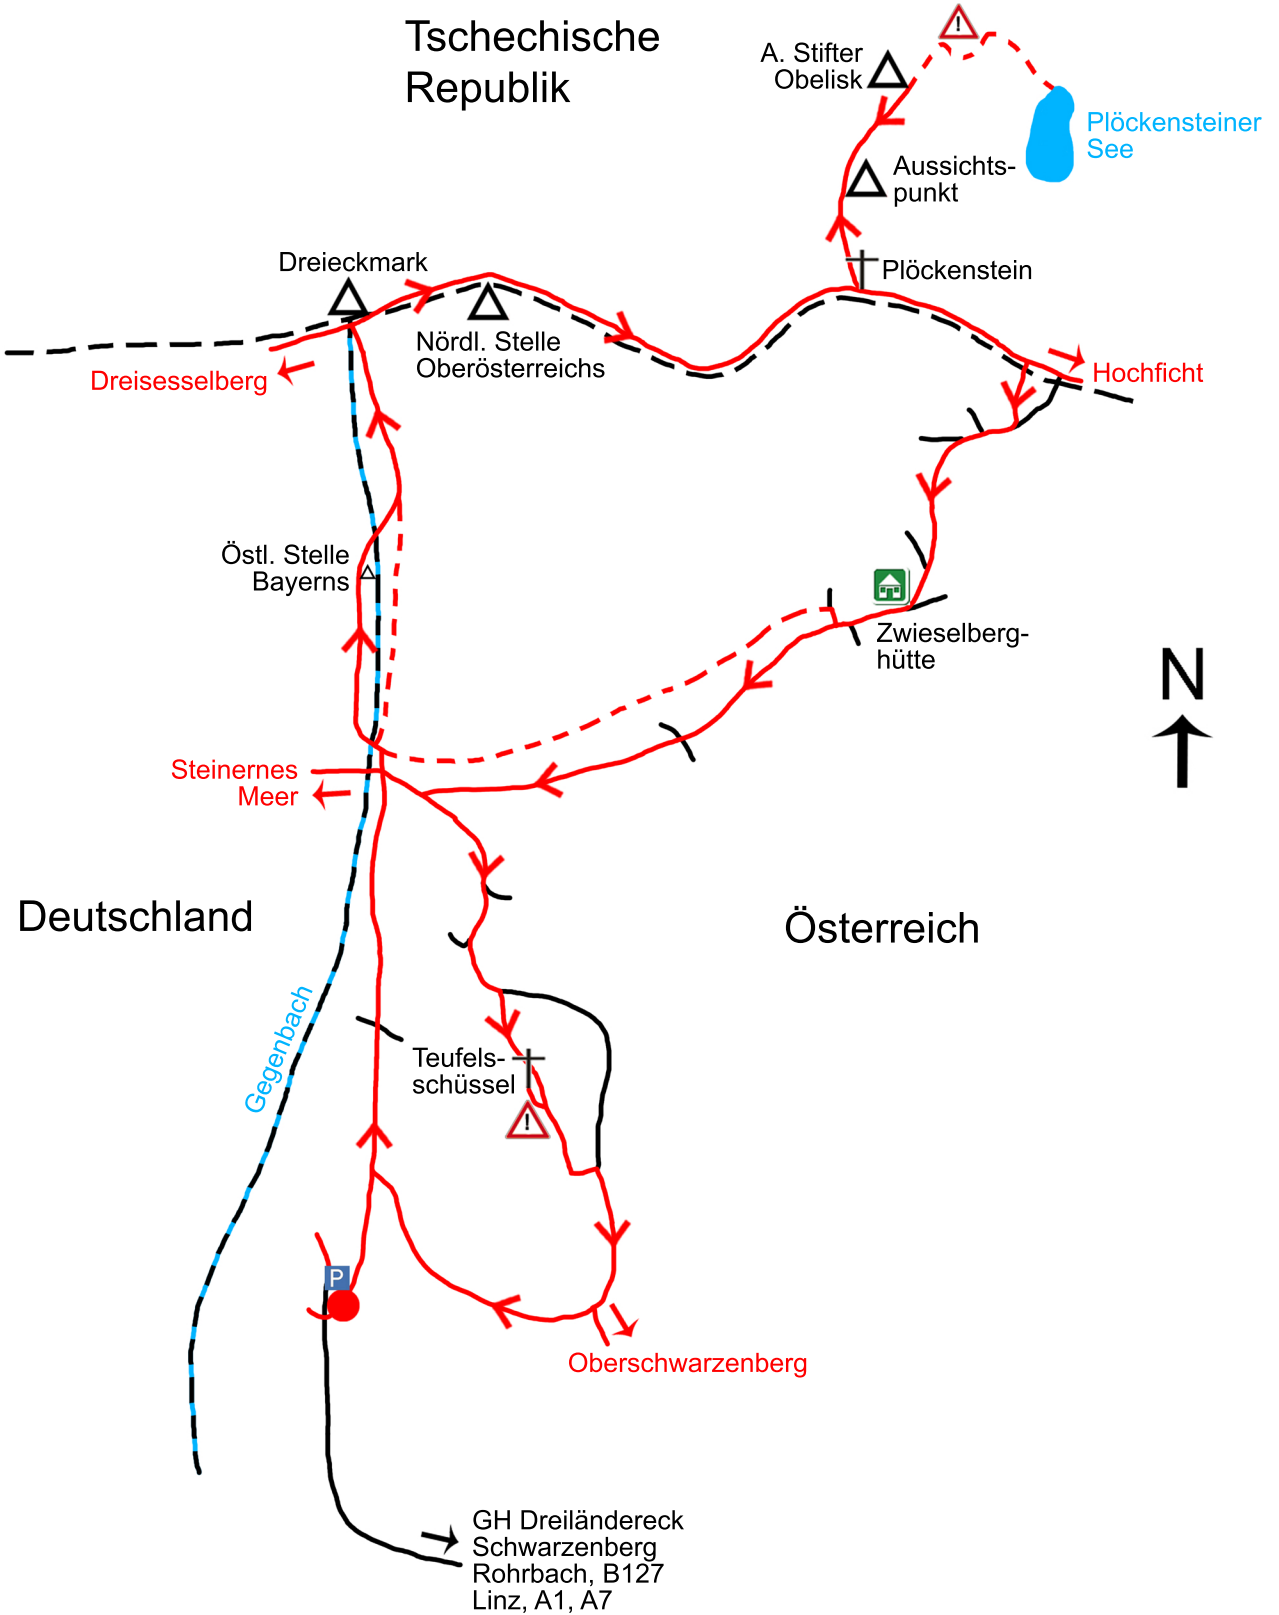 Tschechische
Republik
!
A. Stifter
Obelisk
Plöckensteiner
See
Aussichts-
punkt
Dreieckmark
Plöckenstein
Nördl. Stelle
Oberösterreichs
Dreisesselberg
Hochficht
Östl. Stelle
Bayerns
Zwieselberg-
hütte
N
Steinernes
Meer
Deutschland
Österreich
Gegenbach
Teufels-
schüssel
!
P
Oberschwarzenberg
GH Dreiländereck
Schwarzenberg
Rohrbach, B127
Linz, A1, A7